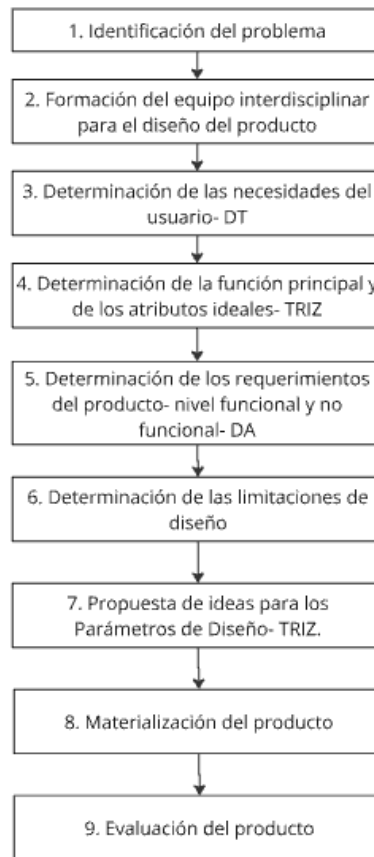 1. Identificación del problema
2. Formación del equipo interdisciplinar
para el diseño del producto
3. Determinación de las necesidades del
usuario- DT
4. Determinación de la función principal y
de los atributos ideales- TRIZ
5. Determinación de los requerimientos
del producto- nivel funcional y no
funcional- DA
6. Determinación de las limitaciones de
diseño
7. Propuesta de ideas para los
Parámetros de Diseño- TRIZ.
8. Materialización del producto
9. Evaluación del producto